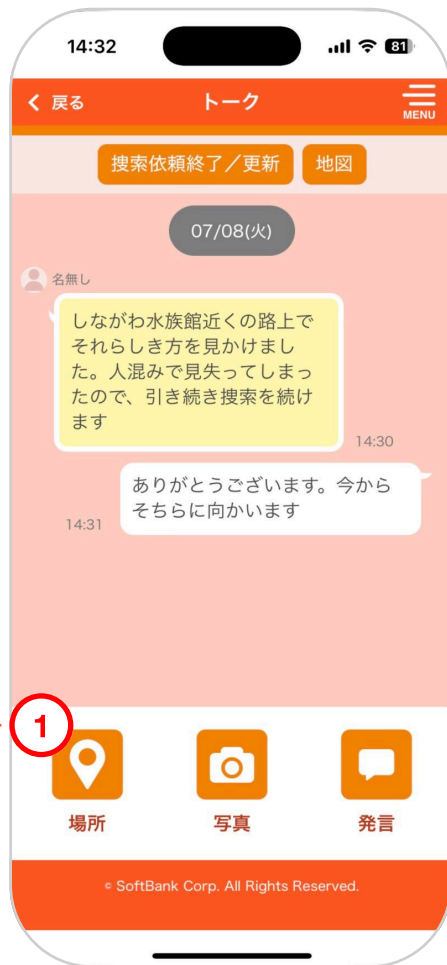 14:32
81
戻る
トーク
MENU
捜索依頼終了／更新
地図
07/08(火)
名無し
しながわ水族館近くの路上で
それらしき方を見かけまし
た。人混みで見失ってしまっ
たので、引き続き捜索を続け
ます
14:30
ありがとうございます。今から
そちらに向かいます
14:31
1
場所
写真
発言
© SoftBank Corp. All Rights Reserved.